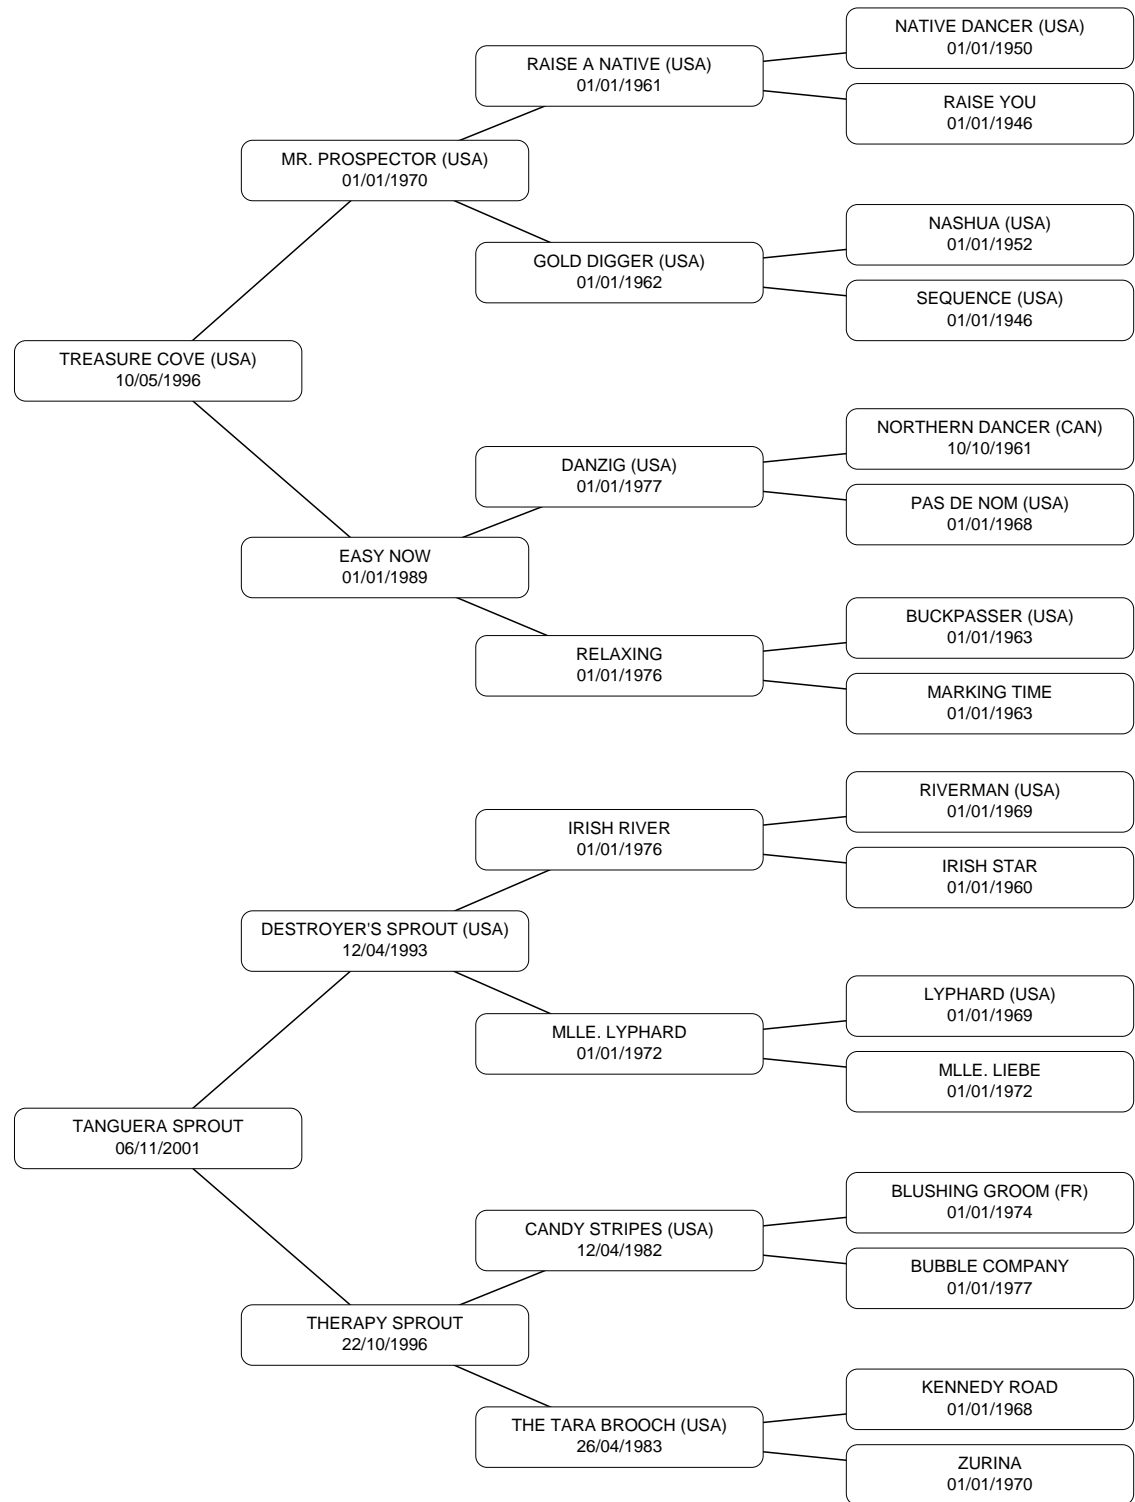 NATIVE DANCER (USA)
01/01/1950
RAISE A NATIVE (USA)
01/01/1961
RAISE YOU
01/01/1946
MR. PROSPECTOR (USA)
01/01/1970
NASHUA (USA)
01/01/1952
GOLD DIGGER (USA)
01/01/1962
SEQUENCE (USA)
01/01/1946
TREASURE COVE (USA)
10/05/1996
NORTHERN DANCER (CAN)
10/10/1961
DANZIG (USA)
01/01/1977
PAS DE NOM (USA)
01/01/1968
EASY NOW
01/01/1989
BUCKPASSER (USA)
01/01/1963
RELAXING
01/01/1976
MARKING TIME
01/01/1963
RIVERMAN (USA)
01/01/1969
IRISH RIVER
01/01/1976
IRISH STAR
01/01/1960
DESTROYER'S SPROUT (USA)
12/04/1993
LYPHARD (USA)
01/01/1969
MLLE. LYPHARD
01/01/1972
MLLE. LIEBE
01/01/1972
TANGUERA SPROUT
06/11/2001
BLUSHING GROOM (FR)
01/01/1974
CANDY STRIPES (USA)
12/04/1982
BUBBLE COMPANY
01/01/1977
THERAPY SPROUT
22/10/1996
KENNEDY ROAD
01/01/1968
THE TARA BROOCH (USA)
26/04/1983
ZURINA
01/01/1970